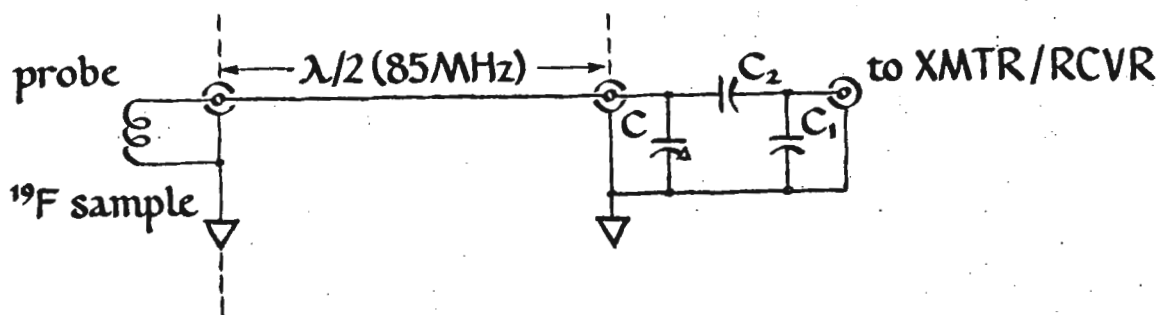 probe
λ/2 (85MHz)
C₂
to XMTR/RCVR
C
C₁
¹⁹F sample